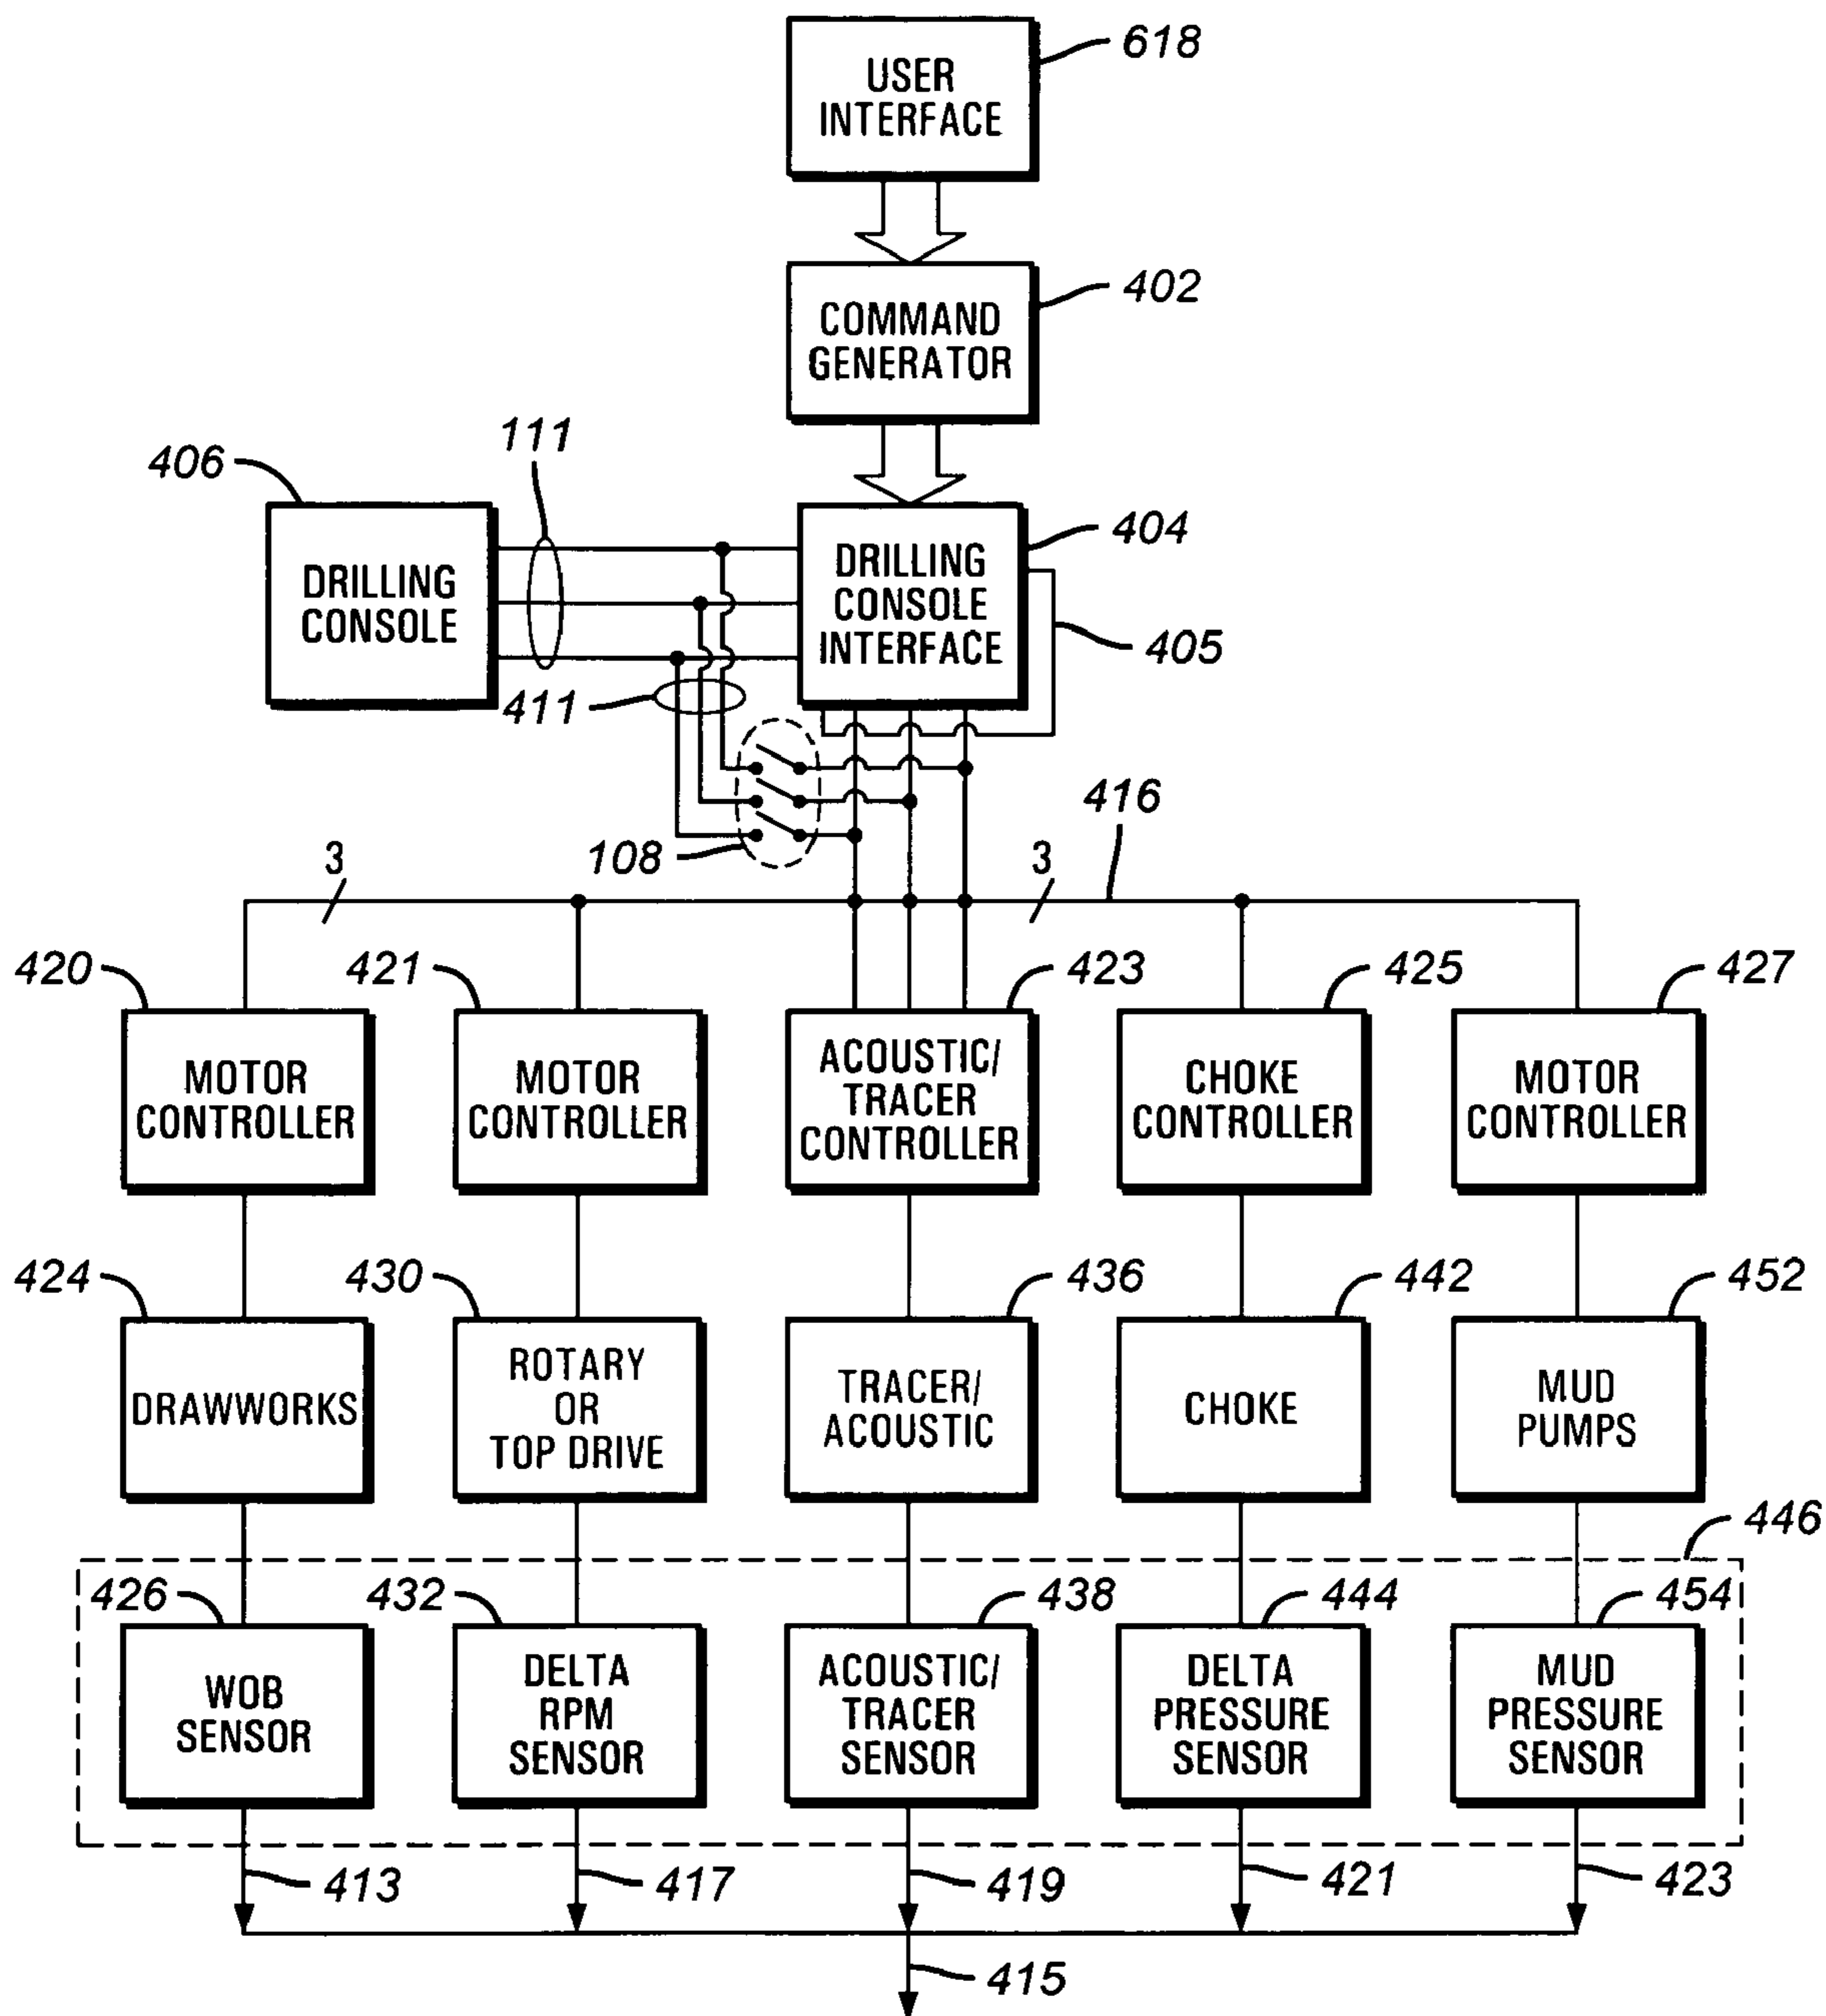 USER
INTERFACE
618
COMMAND
GENERATOR
402
406
111
DRILLING
CONSOLE
DRILLING
CONSOLE
INTERFACE
404
405
411
108
416
3
3
420
421
423
425
427
MOTOR
CONTROLLER
MOTOR
CONTROLLER
ACOUSTIC/
TRACER
CONTROLLER
CHOKE
CONTROLLER
MOTOR
CONTROLLER
424
430
436
442
452
DRAWWORKS
ROTARY
OR
TOP DRIVE
TRACER/
ACOUSTIC
CHOKE
MUD
PUMPS
446
426
432
438
444
454
WOB
SENSOR
DELTA
RPM
SENSOR
ACOUSTIC/
TRACER
SENSOR
DELTA
PRESSURE
SENSOR
MUD
PRESSURE
SENSOR
413
417
419
421
423
415